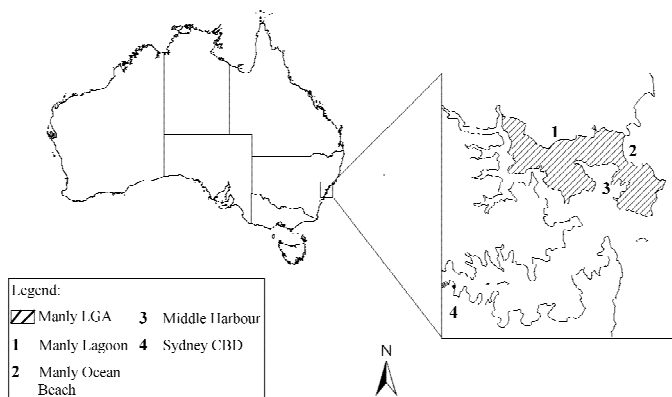 1
2
3
4
Legend:
Manly LGA
3 Middle Harbour
1 Manly Lagoon
4 Sydney CBD
2 Manly Ocean
Beach
N